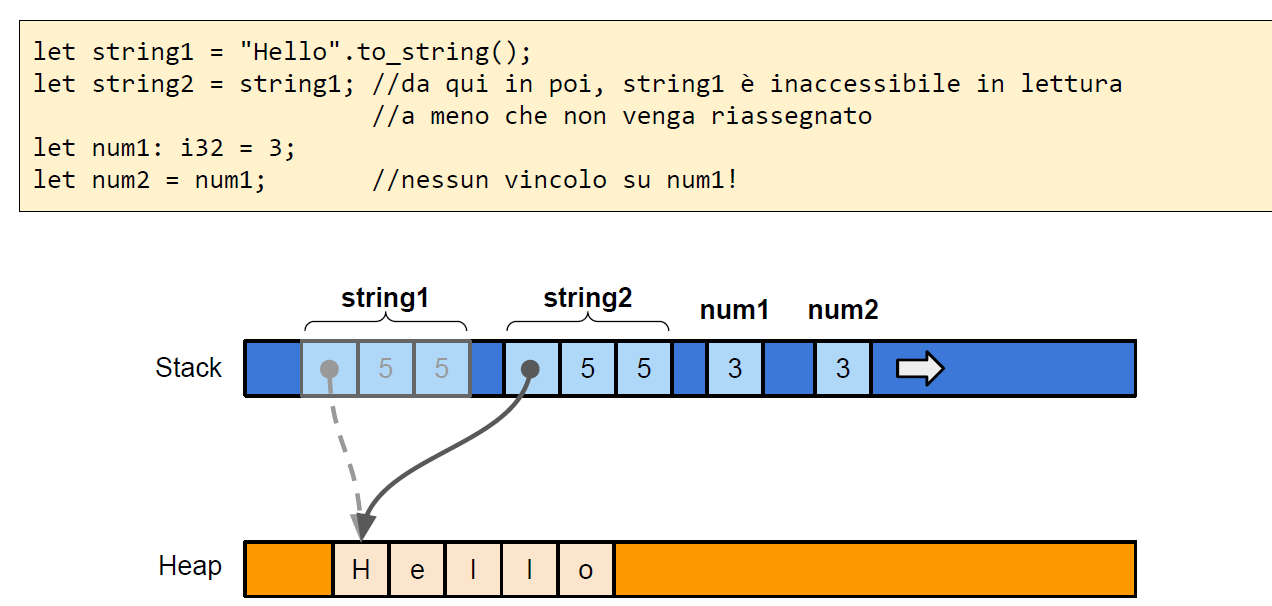 let string1 = "Hello".to_string();
let string2 = string1; //da qui in poi, string1 è inaccessibile in lettura
//a meno che non venga riassegnato
let num1: i32 = 3;
let num2 = num1; //nessun vincolo su num1!
string1 string2 num1 num2
Stack 5 5 5 5 3 3
Heap H e l l o